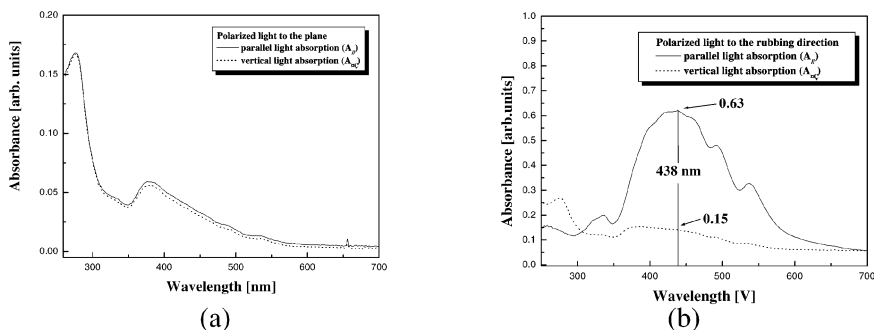 0.20
0.15
0.10
0.05
0.00
300
400
500
600
700
Absorbance [arb. units]
Wavelength [nm]
Polarized light to the plane
parallel light absorption (A∥)
vertical light absorption (A
(a)
1.0
0.9
0.8
0.7
0.6
0.5
0.4
0.3
0.2
0.1
0.0
250
300
400
500
600
700
Absorbance [arb.units]
Wavelength [V]
Polarized light to the rubbing direction
parallel light absorption (A
vertical light absorption (A
0.63
438 nm
0.15
(b)